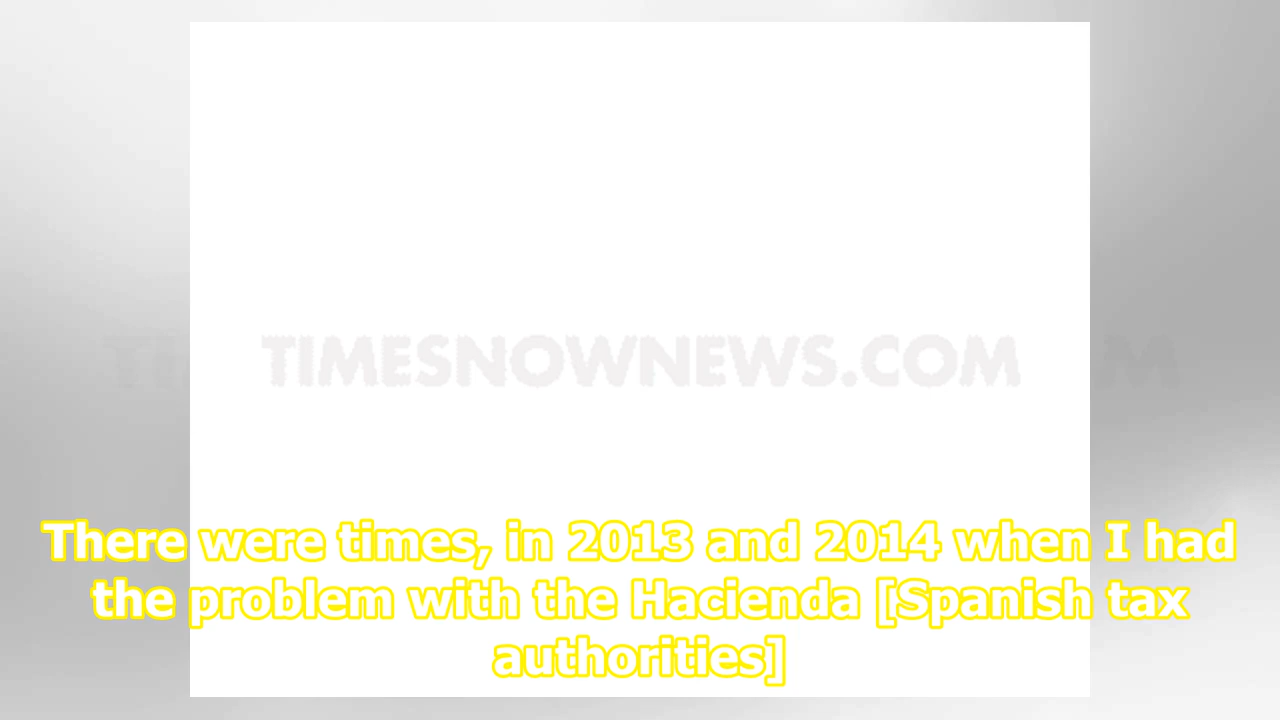 TIMESNOWNEWS.COM
There were times, in 2013 and 2014 when I had
the problem with the Hacienda [Spanish tax
authorities]